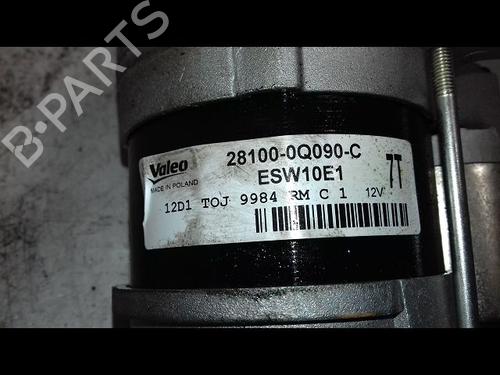 B-PARTS
Valeo
MADE IN POLAND
28100-0Q090-C
ESW10E1
7T
12D1 TOJ 9984 RM C 1 12V